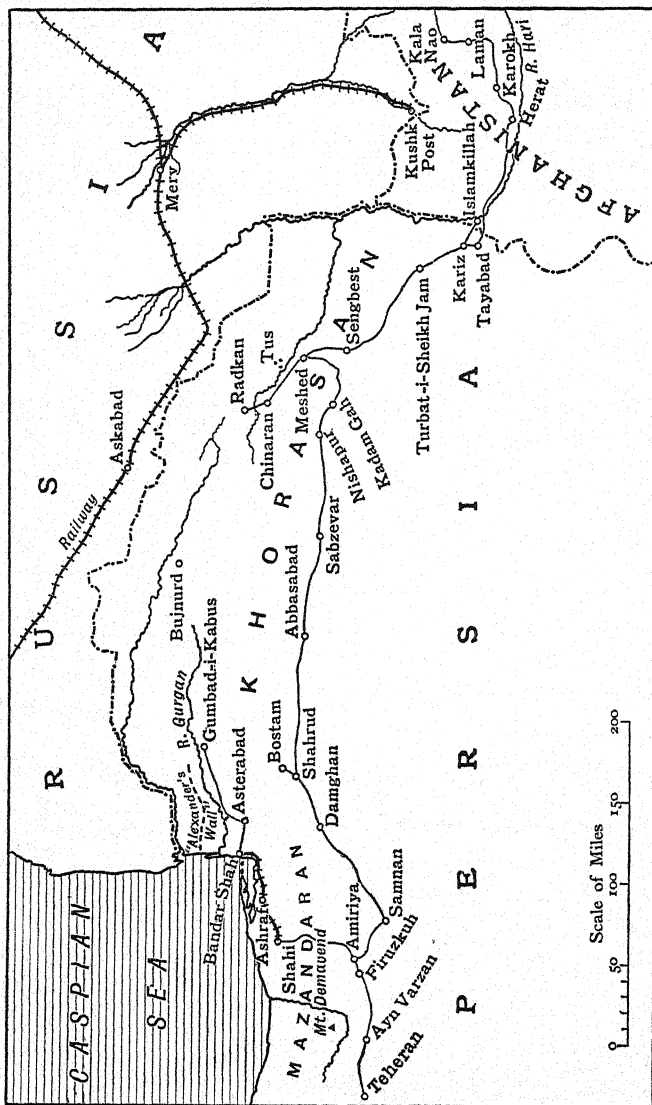 RUSSIA
CASPIAN
SEA
Railway
Askabad
Mery
Kushk
Post
Kala
Nao
Laman
Karokh
R. Hari
Herat
AFGHANISTAN
Islamkillah
Kariz
Tayabad
Turbat-i-Sheikh Jam
Sengbest
Meshed
Tus
Radkan
Chinaran
Kadam Gah
Nishapur
KHORASAN
Sabzevar
Abbasabad
Bujnurd
Gumbad-i-Kabus
R. Gurgan
"Alexander's
Wall"
Asterabad
Bandar Shah
Ashraf
Shahi
Bostam
Shahrud
Damghan
Samnan
Amiriya
Firuzkuh
MAZANDARAN
Mt. Demavend
Ayn Varzan
Teheran
PERSIA
Scale of Miles
0 50 100 150 200